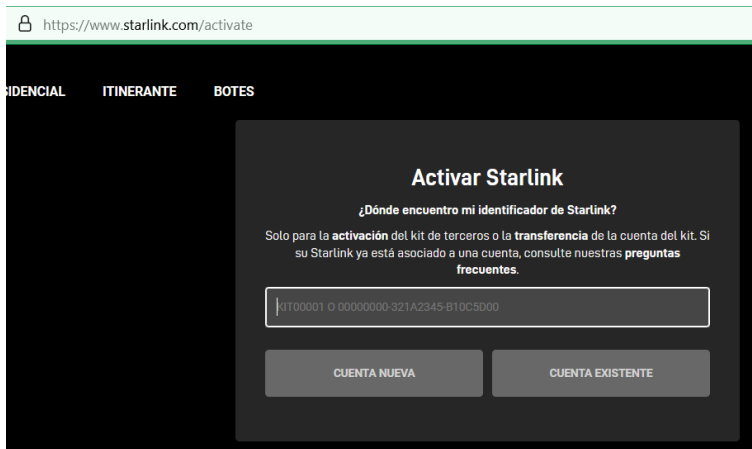 https://www.starlink.com/activate
SIDENCIAL ITINERANTE BOTES
Activar Starlink
¿Dónde encuentro mi identificador de Starlink?
Solo para la activación del kit de terceros o la transferencia de la cuenta del kit. Si
su Starlink ya está asociado a una cuenta, consulte nuestras preguntas
frecuentes.
KIT00001 O 00000000-321A2345-B10C5D00
CUENTA NUEVA CUENTA EXISTENTE